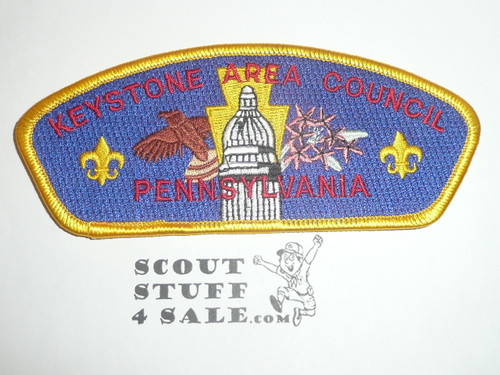 KEYSTONE AREA COUNCIL
PENNSYLVANIA
SCOUT
STUFF
4 SALE.COM